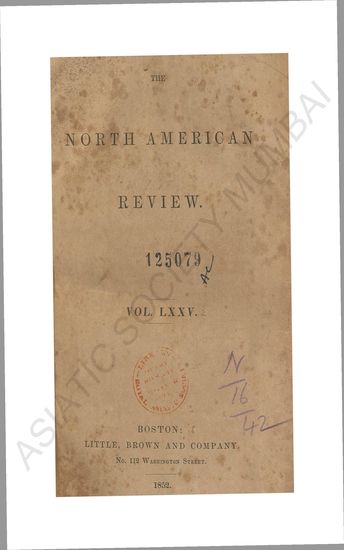 THE
NORTH AMERICAN
REVIEW.
125079
VOL. LXXV.
N
16
42
BOSTON:
LITTLE, BROWN AND COMPANY,
No. 112 Washington Street.
1852.
ASIATIC SOCIETY MUMBAI